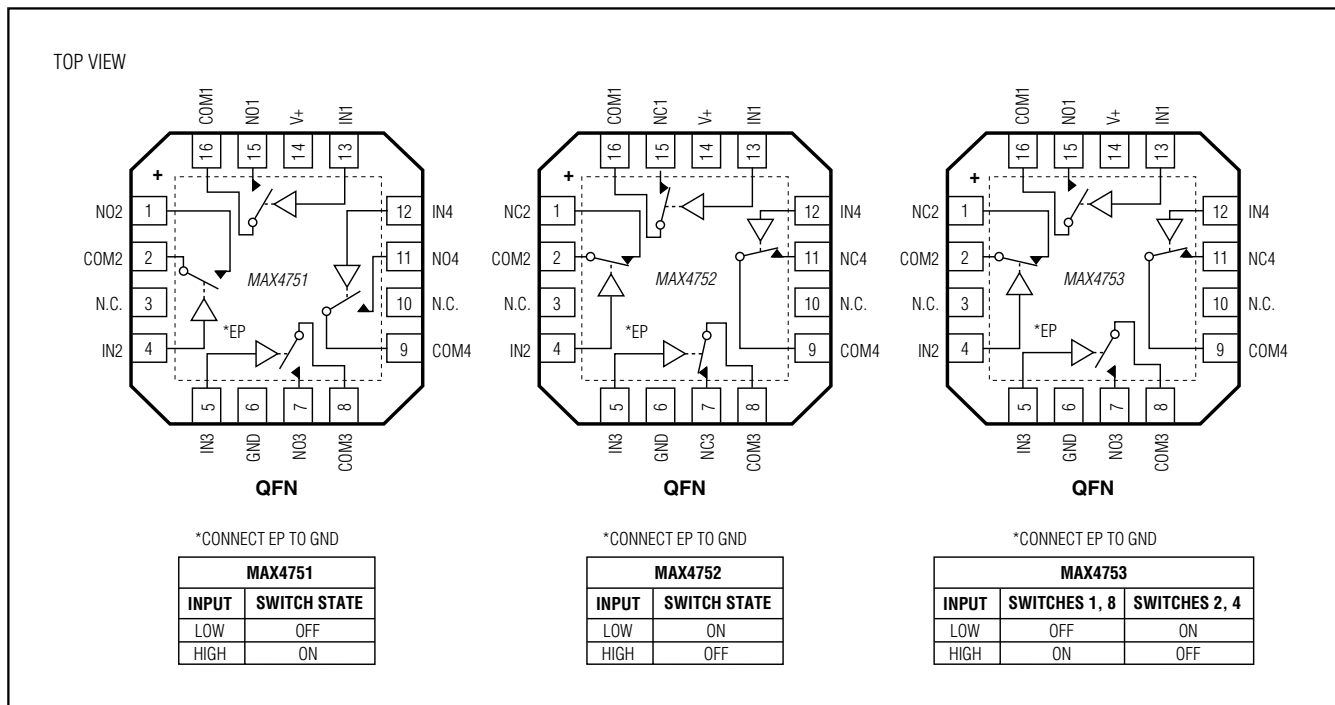 TOP VIEW
COM1
NO1
V+
IN1
16
15
14
13
+
NO2
1
12
IN4
COM2
2
11
NO4
MAX4751
N.C.
3
10
N.C.
*EP
IN2
4
9
COM4
5
6
7
8
IN3
GND
NO3
COM3
QFN
*CONNECT EP TO GND
MAX4751
INPUT SWITCH STATE
LOW OFF
HIGH ON
COM1
NC1
V+
IN1
16
15
14
13
+
NC2
1
12
IN4
COM2
2
11
NC4
MAX4752
N.C.
3
10
N.C.
*EP
IN2
4
9
COM4
5
6
7
8
IN3
GND
NC3
COM3
QFN
*CONNECT EP TO GND
MAX4752
INPUT SWITCH STATE
LOW ON
HIGH OFF
COM1
NO1
V+
IN1
16
15
14
13
+
NC2
1
12
IN4
COM2
2
11
NC4
MAX4753
N.C.
3
10
N.C.
*EP
IN2
4
9
COM4
5
6
7
8
IN3
GND
NO3
COM3
QFN
*CONNECT EP TO GND
MAX4753
INPUT SWITCHES 1, 8 SWITCHES 2, 4
LOW OFF ON
HIGH ON OFF